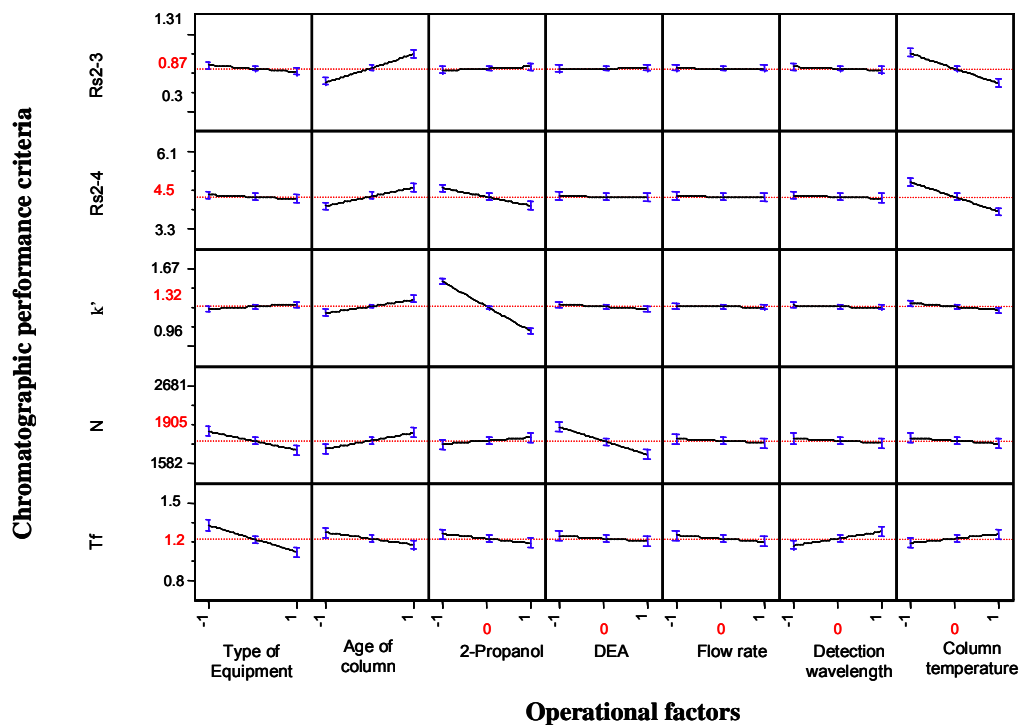 Chromatographic performance criteria
Rs2-3
1.31
0.87
0.3
Rs2-4
6.1
4.5
3.3
k’
1.67
1.32
0.96
N
2681
1905
1582
Tf
1.5
1.2
0.8
-1 1 -1 1 -1 0 1 -1 0 1 -1 0 1 -1 0 1 -1 0 1
Type of
Equipment
Age of
column
2-Propanol
DEA
Flow rate
Detection
wavelength
Column
temperature
Operational factors